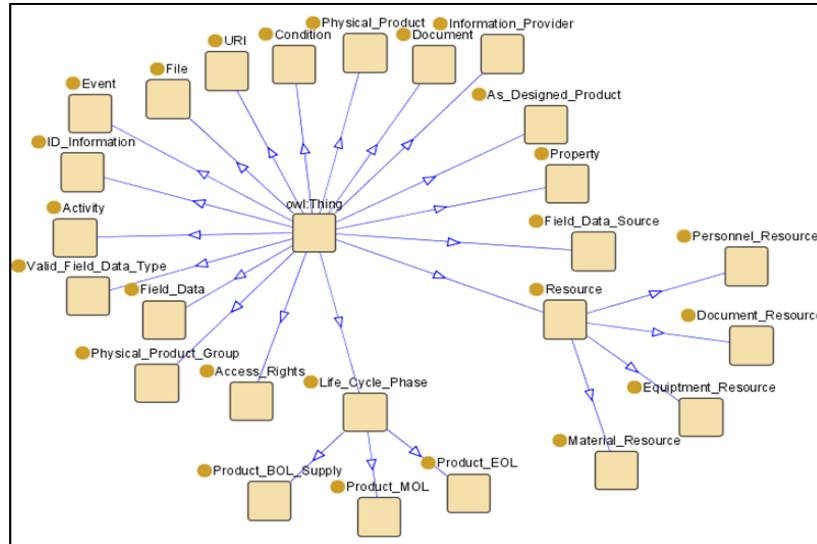 Physical_Product
Information_Provider
URI
Condition
Document
File
Event
As_Designed_Product
ID_Information
Property
owl:Thing
Activity
Field_Data_Source
Personnel_Resource
Valid_Field_Data_Type
Field_Data
Resource
Document_Resource
Physical_Product_Group
Access_Rights
Life_Cycle_Phase
Equiptment_Resource
Material_Resource
Product_BOL_Supply
Product_EOL
Product_MOL